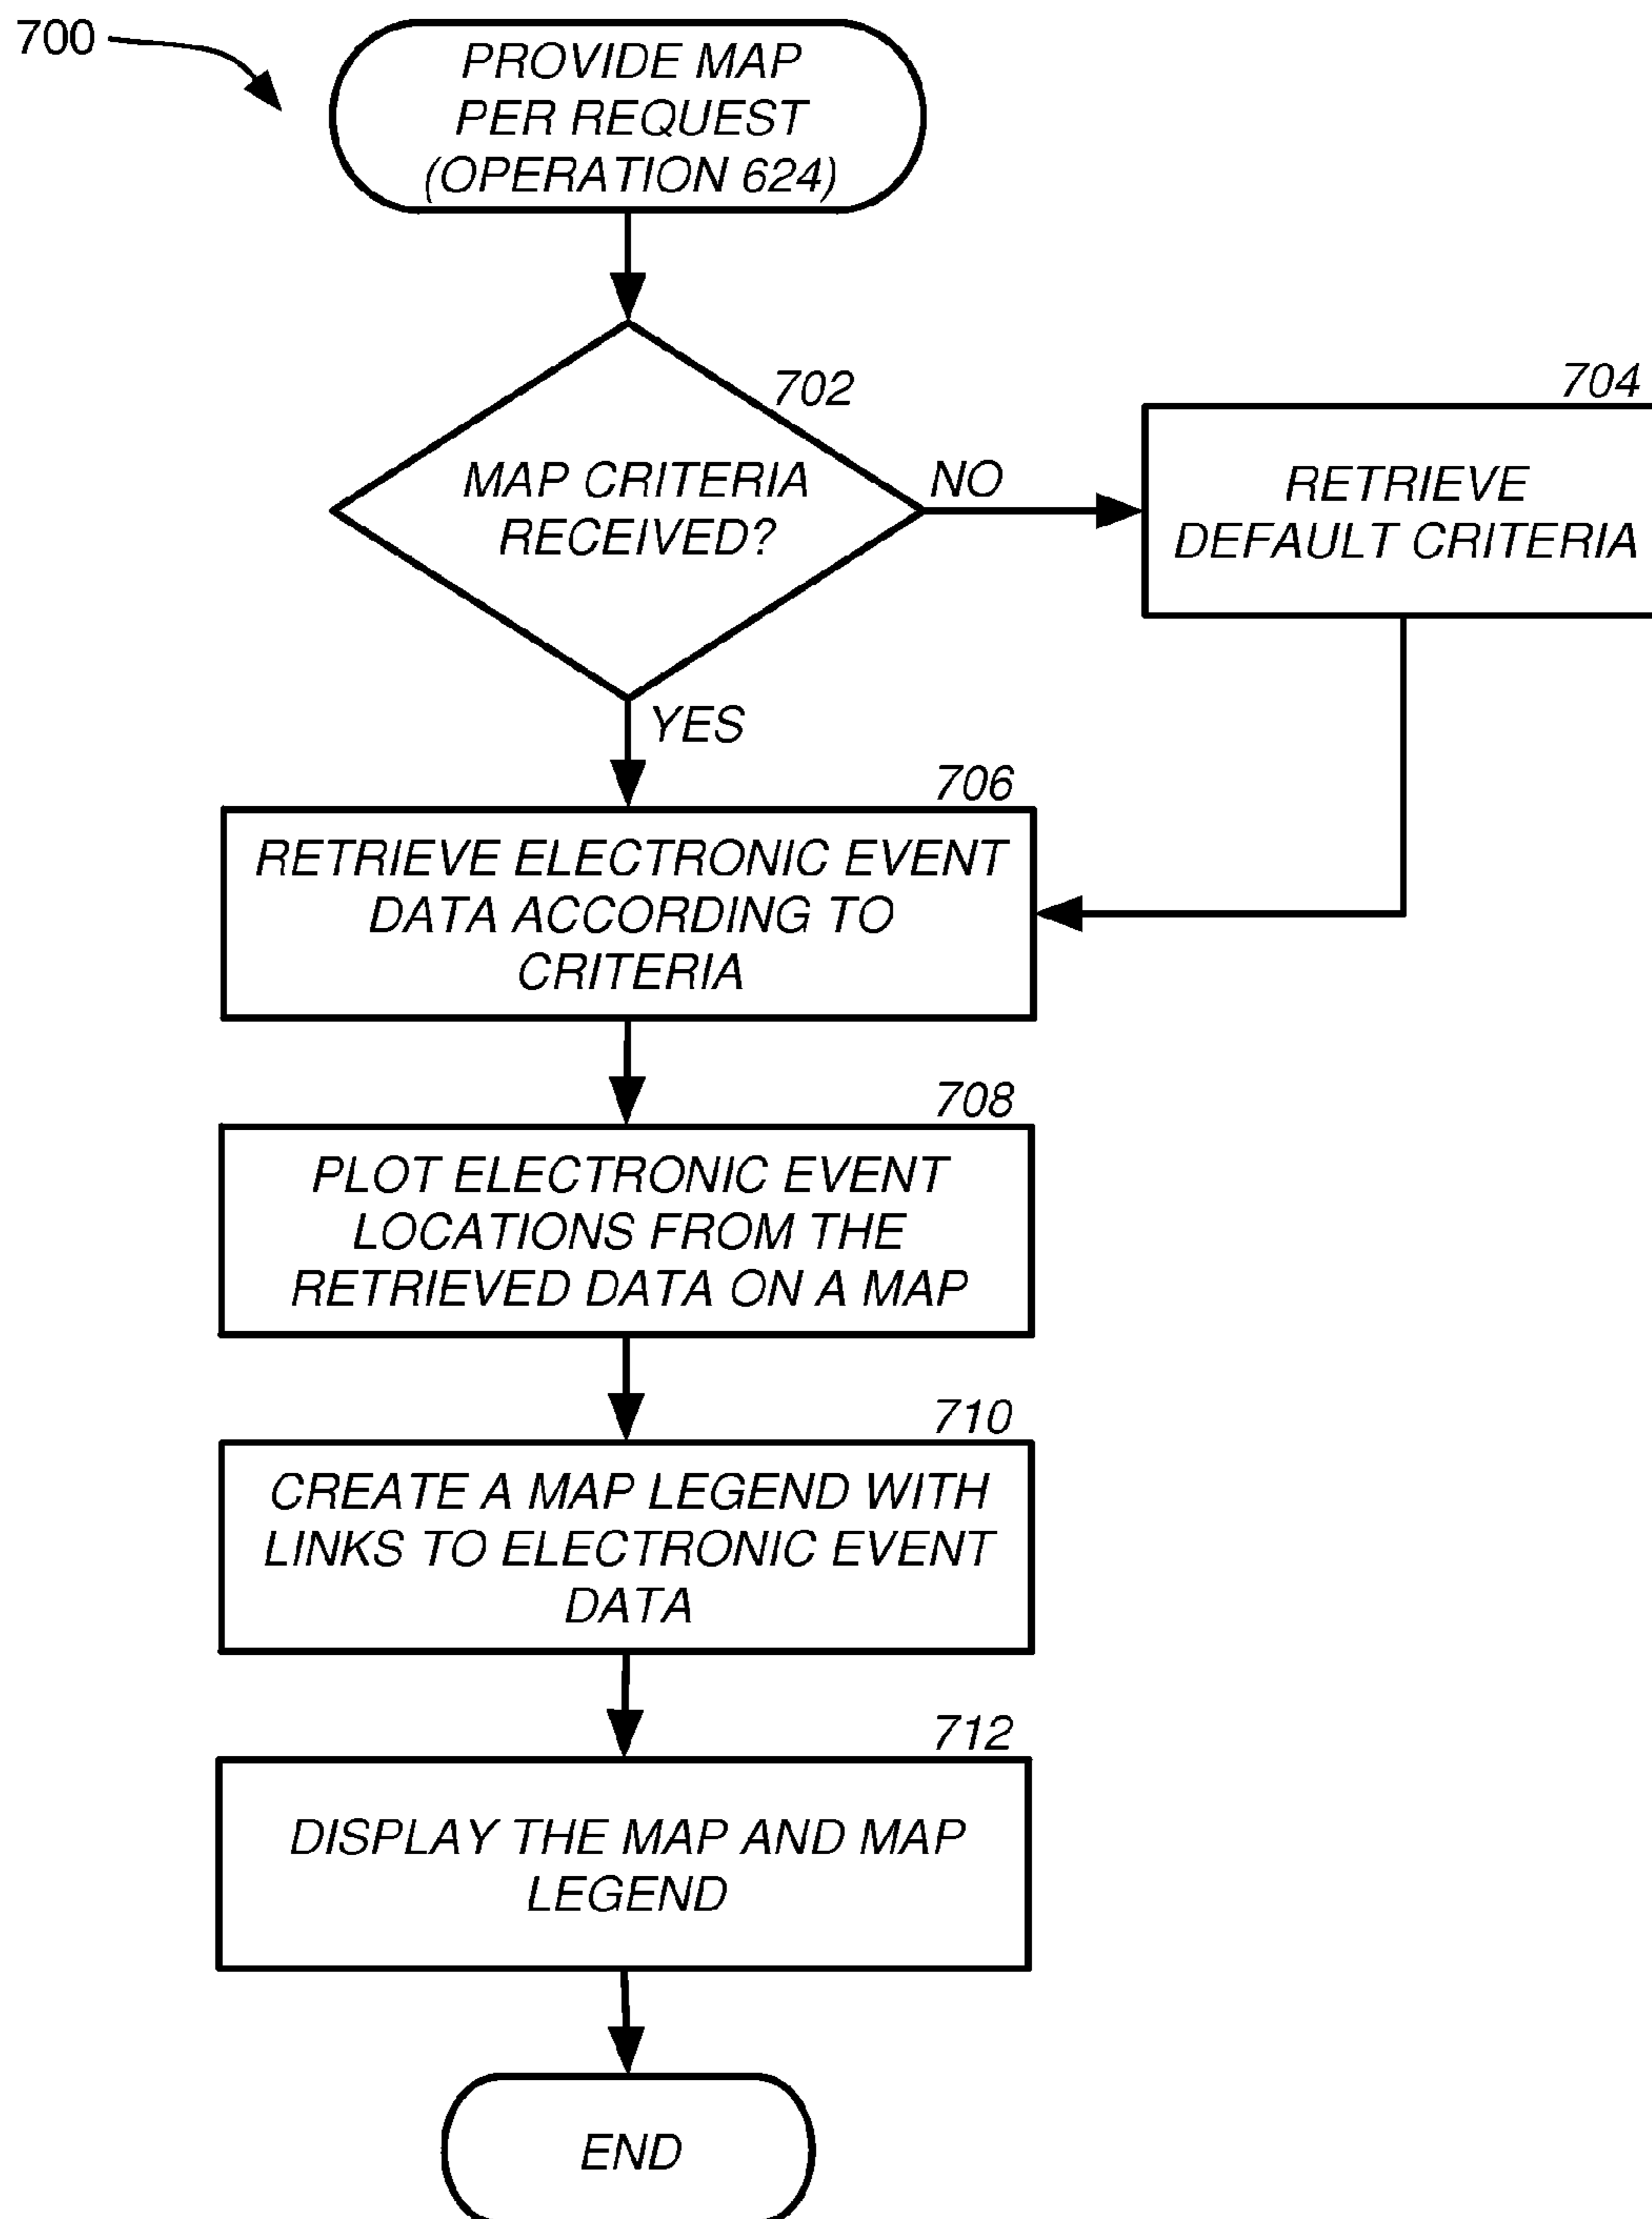 700
PROVIDE MAP
PER REQUEST
(OPERATION 624)
702
MAP CRITERIA
RECEIVED?
NO
704
RETRIEVE
DEFAULT CRITERIA
YES
706
RETRIEVE ELECTRONIC EVENT
DATA ACCORDING TO
CRITERIA
708
PLOT ELECTRONIC EVENT
LOCATIONS FROM THE
RETRIEVED DATA ON A MAP
710
CREATE A MAP LEGEND WITH
LINKS TO ELECTRONIC EVENT
DATA
712
DISPLAY THE MAP AND MAP
LEGEND
END